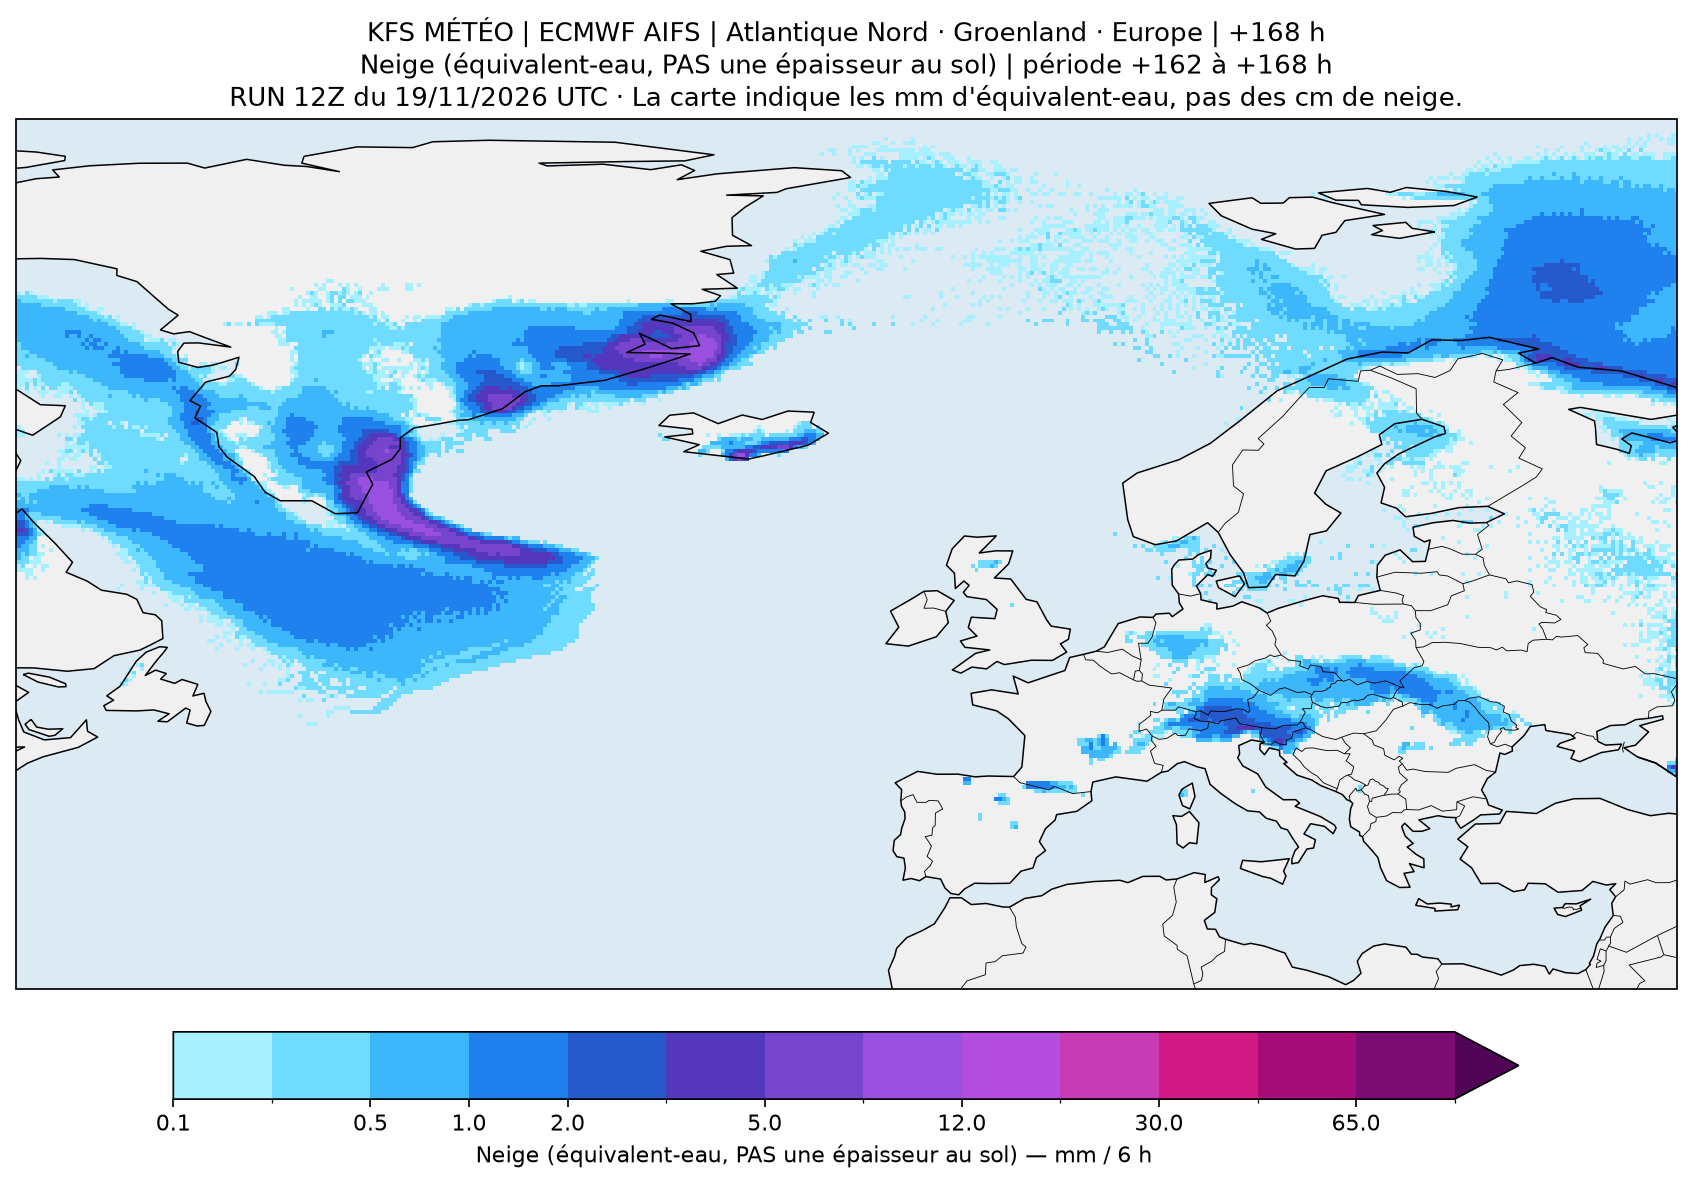 KFS MÉTÉO | ECMWF AIFS | Atlantique Nord · Groenland · Europe | +168 h
Neige (équivalent-eau, PAS une épaisseur au sol) | période +162 à +168 h
RUN 12Z du 19/11/2026 UTC · La carte indique les mm d'équivalent-eau, pas des cm de neige.
0.1 0.5 1.0 2.0 5.0 12.0 30.0 65.0
Neige (équivalent-eau, PAS une épaisseur au sol) — mm / 6 h